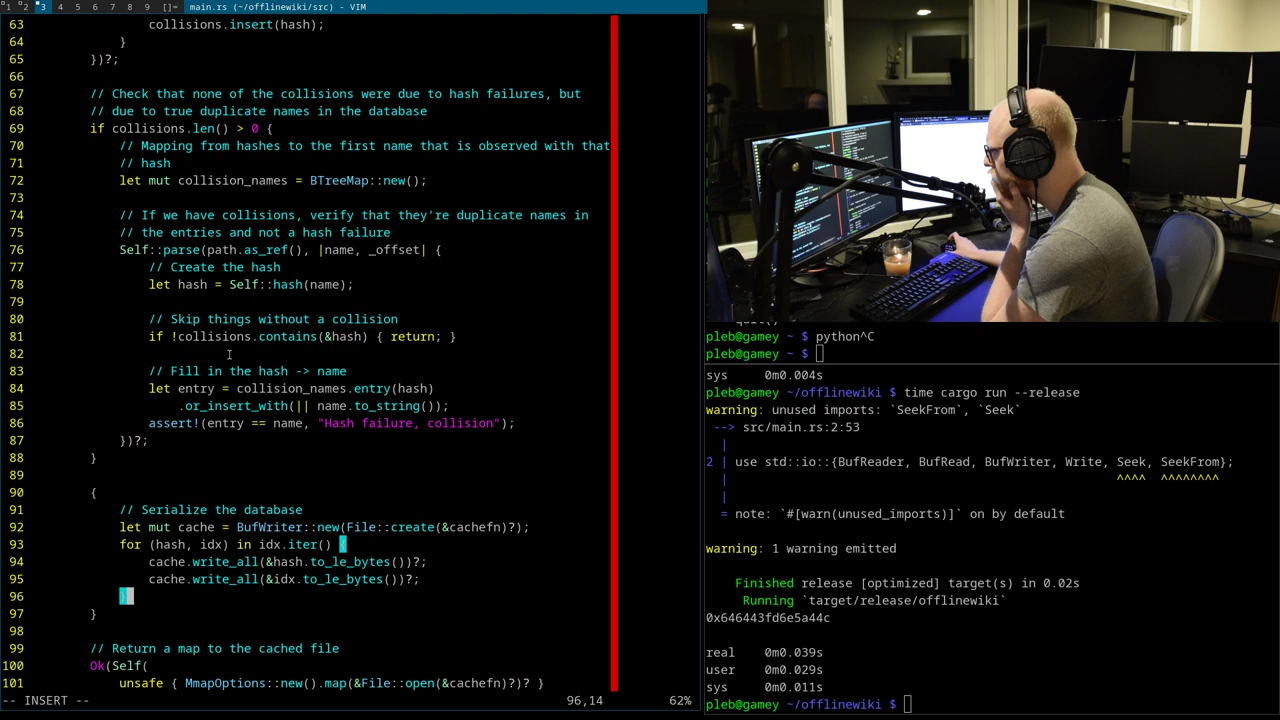 1 2 3 4 5 6 7 8 9 []= main.rs (~/offlinewiki/src) - VIM
63 collisions.insert(hash);
64 }
65 })?;
66
67 // Check that none of the collisions were due to hash failures, but
68 // due to true duplicate names in the database
69 if collisions.len() > 0 {
70 // Mapping from hashes to the first name that is observed with that
71 // hash
72 let mut collision_names = BTreeMap::new();
73
74 // If we have collisions, verify that they're duplicate names in
75 // the entries and not a hash failure
76 Self::parse(path.as_ref(), |name, _offset| {
77 // Create the hash
78 let hash = Self::hash(name);
79
80 // Skip things without a collision
81 if !collisions.contains(&hash) { return; }
82
83 // Fill in the hash -> name
84 let entry = collision_names.entry(hash)
85 .or_insert_with(|| name.to_string());
86 assert!(entry == name, "Hash failure, collision");
87 })?;
88 }
89
90 {
91 // Serialize the database
92 let mut cache = BufWriter::new(File::create(&cachefn)?);
93 for (hash, idx) in idx.iter() {
94 cache.write_all(&hash.to_le_bytes())?;
95 cache.write_all(&idx.to_le_bytes())?;
96 }
97 }
98
99 // Return a map to the cached file
100 Ok(Self(
101 unsafe { MmapOptions::new().map(&File::open(&cachefn)?)? }
-- INSERT -- 96,14 62%
pleb@gamey ~ $ python^C
pleb@gamey ~ $
sys 0m0.004s
pleb@gamey ~/offlinewiki $ time cargo run --release
warning: unused imports: `SeekFrom`, `Seek`
--> src/main.rs:2:53
|
2 | use std::io::{BufReader, BufRead, BufWriter, Write, Seek, SeekFrom};
| ^^^^ ^^^^^^^^
|
= note: `#[warn(unused_imports)]` on by default
warning: 1 warning emitted
Finished release [optimized] target(s) in 0.02s
Running `target/release/offlinewiki`
0x646443fd6e5a44c
real 0m0.039s
user 0m0.029s
sys 0m0.011s
pleb@gamey ~/offlinewiki $